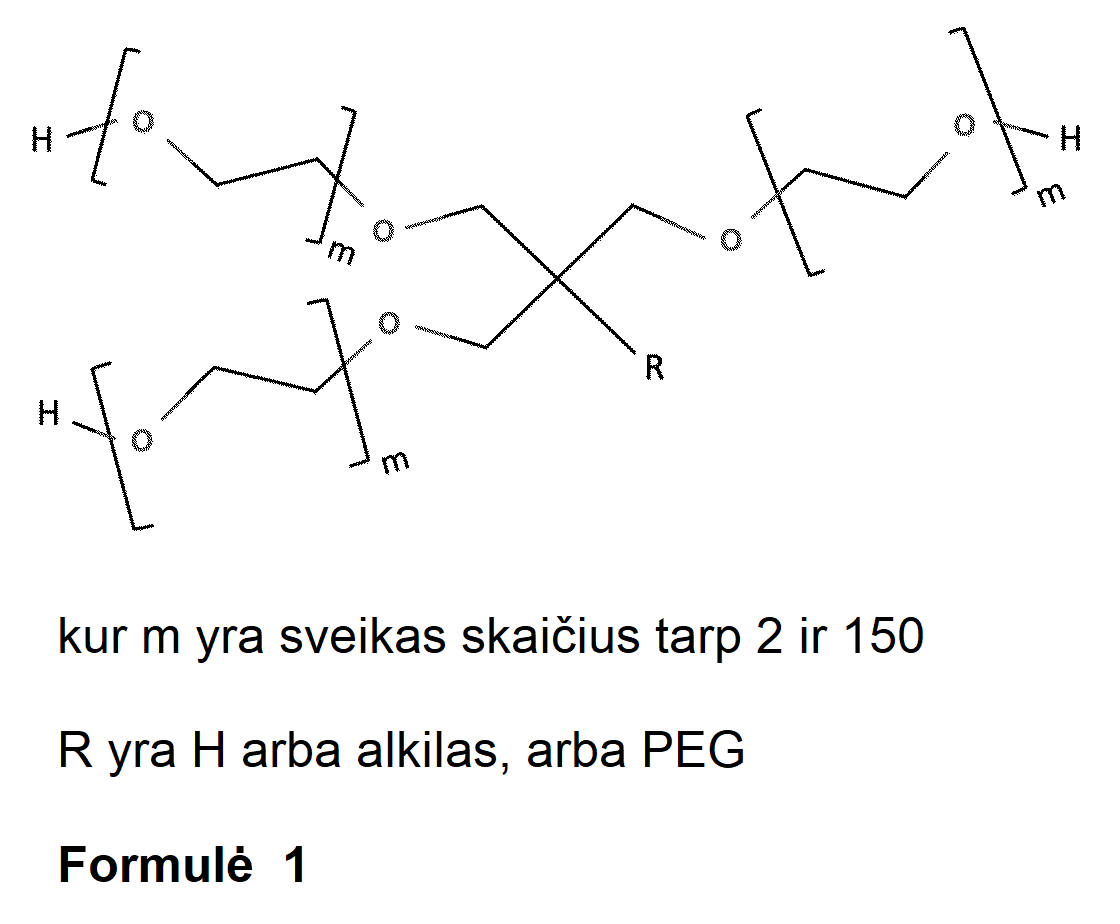 H O O m O O H m
H O O m R
kur m yra sveikas skaičius tarp 2 ir 150
R yra H arba alkilas, arba PEG
Formulė 1